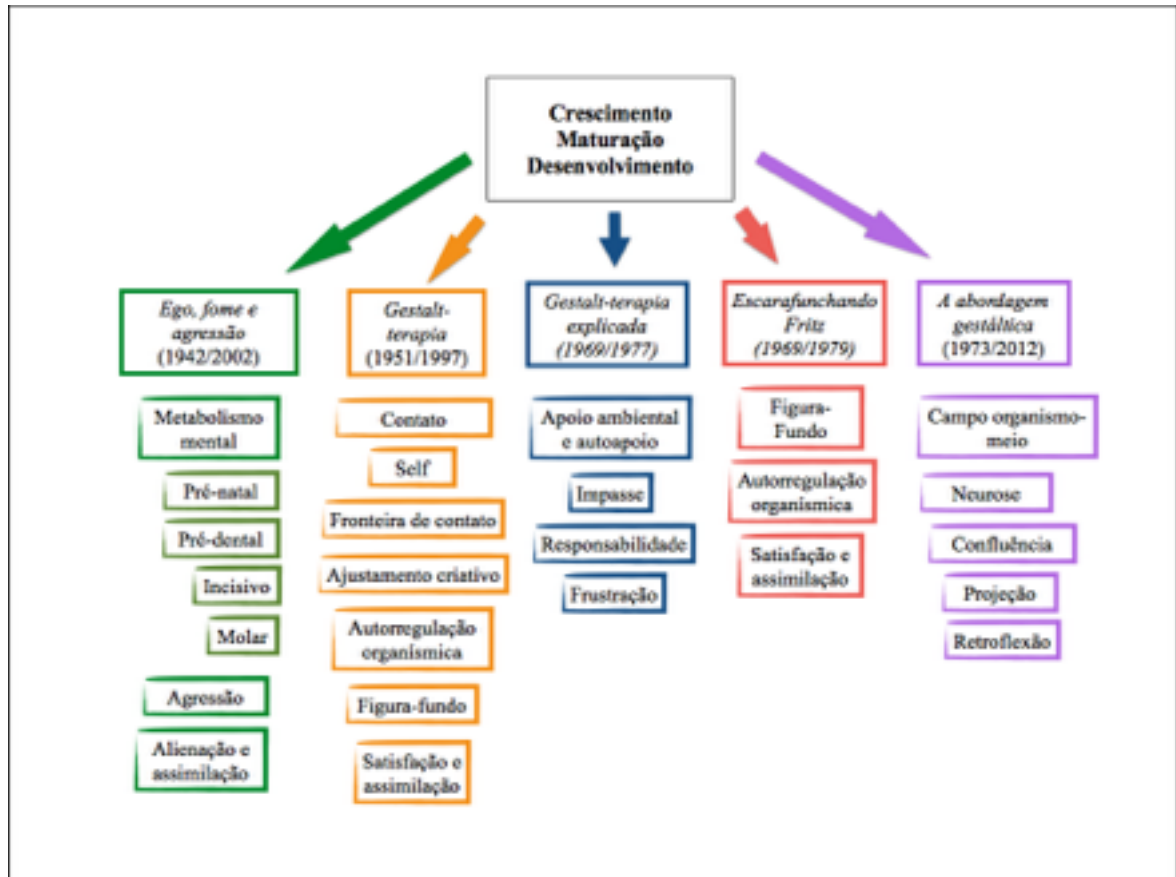 Crescimento
Maturação
Desenvolvimento
Ego, fome e
agressão
(1942/2002)
Metabolismo
mental
Pré-natal
Pré-dental
Incisivo
Molar
Agressão
Alienação e
assimilação
Gestalt-
terapia
(1951/1997)
Contato
Self
Fronteira de contato
Ajustamento criativo
Autorregulação
organísmica
Figura-fundo
Satisfação e
assimilação
Gestalt-terapia
explicada
(1969/1977)
Apoio ambiental
e autoapoio
Impasse
Responsabilidade
Frustração
Escarafunchando
Fritz
(1969/1979)
Figura-
Fundo
Autorregulação
organísmica
Satisfação e
assimilação
A abordagem
gestáltica
(1973/2012)
Campo organismo-
meio
Neurose
Confluência
Projeção
Retroflexão